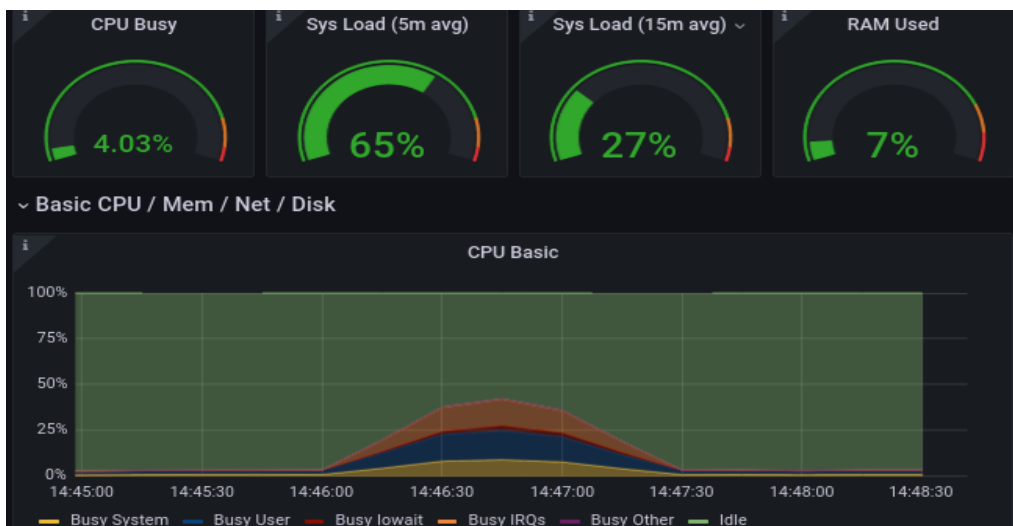 CPU Busy
Sys Load (5m avg)
Sys Load (15m avg)
RAM Used
4.03%
65%
27%
7%
Basic CPU / Mem / Net / Disk
i
CPU Basic
100%
75%
50%
25%
0%
14:45:00 14:45:30 14:46:00 14:46:30 14:47:00 14:47:30 14:48:00 14:48:30
Busy System Busy User Busy Iowait Busy IRQs Busy Other Idle